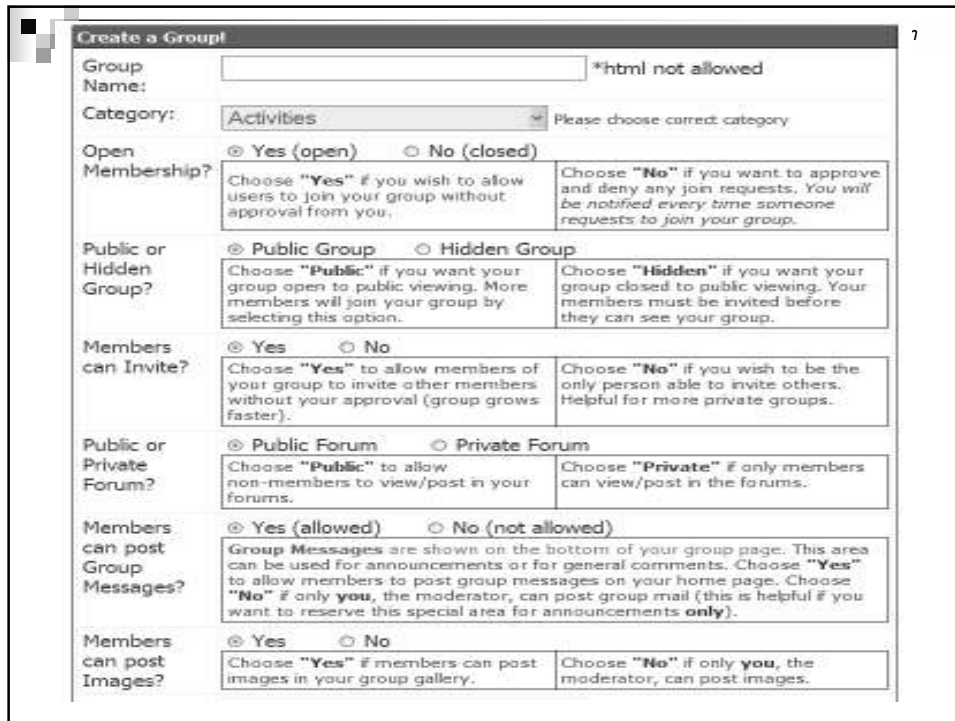 Create a Group!
7
Group
Name:
*html not allowed
Category:
Activities
Please choose correct category
Open
Membership?
Yes (open) No (closed)
Choose "Yes" if you wish to allow
users to join your group without
approval from you.
Choose "No" if you want to approve
and deny any join requests. You will
be notified every time someone
requests to join your group.
Public or
Hidden
Group?
Public Group Hidden Group
Choose "Public" if you want your
group open to public viewing. More
members will join your group by
selecting this option.
Choose "Hidden" if you want your
group closed to public viewing. Your
members must be invited before
they can see your group.
Members
can Invite?
Yes No
Choose "Yes" to allow members of
your group to invite other members
without your approval (group grows
faster).
Choose "No" if you wish to be the
only person able to invite others.
Helpful for more private groups.
Public or
Private
Forum?
Public Forum Private Forum
Choose "Public" to allow
non-members to view/post in your
forums.
Choose "Private" if only members
can view/post in the forums.
Members
can post
Group
Messages?
Yes (allowed) No (not allowed)
Group Messages are shown on the bottom of your group page. This area
can be used for announcements or for general comments. Choose "Yes"
to allow members to post group messages on your home page. Choose
"No" if only you, the moderator, can post group mail (this is helpful if you
want to reserve this special area for announcements only).
Members
can post
Images?
Yes No
Choose "Yes" if members can post
images in your group gallery.
Choose "No" if only you, the
moderator, can post images.